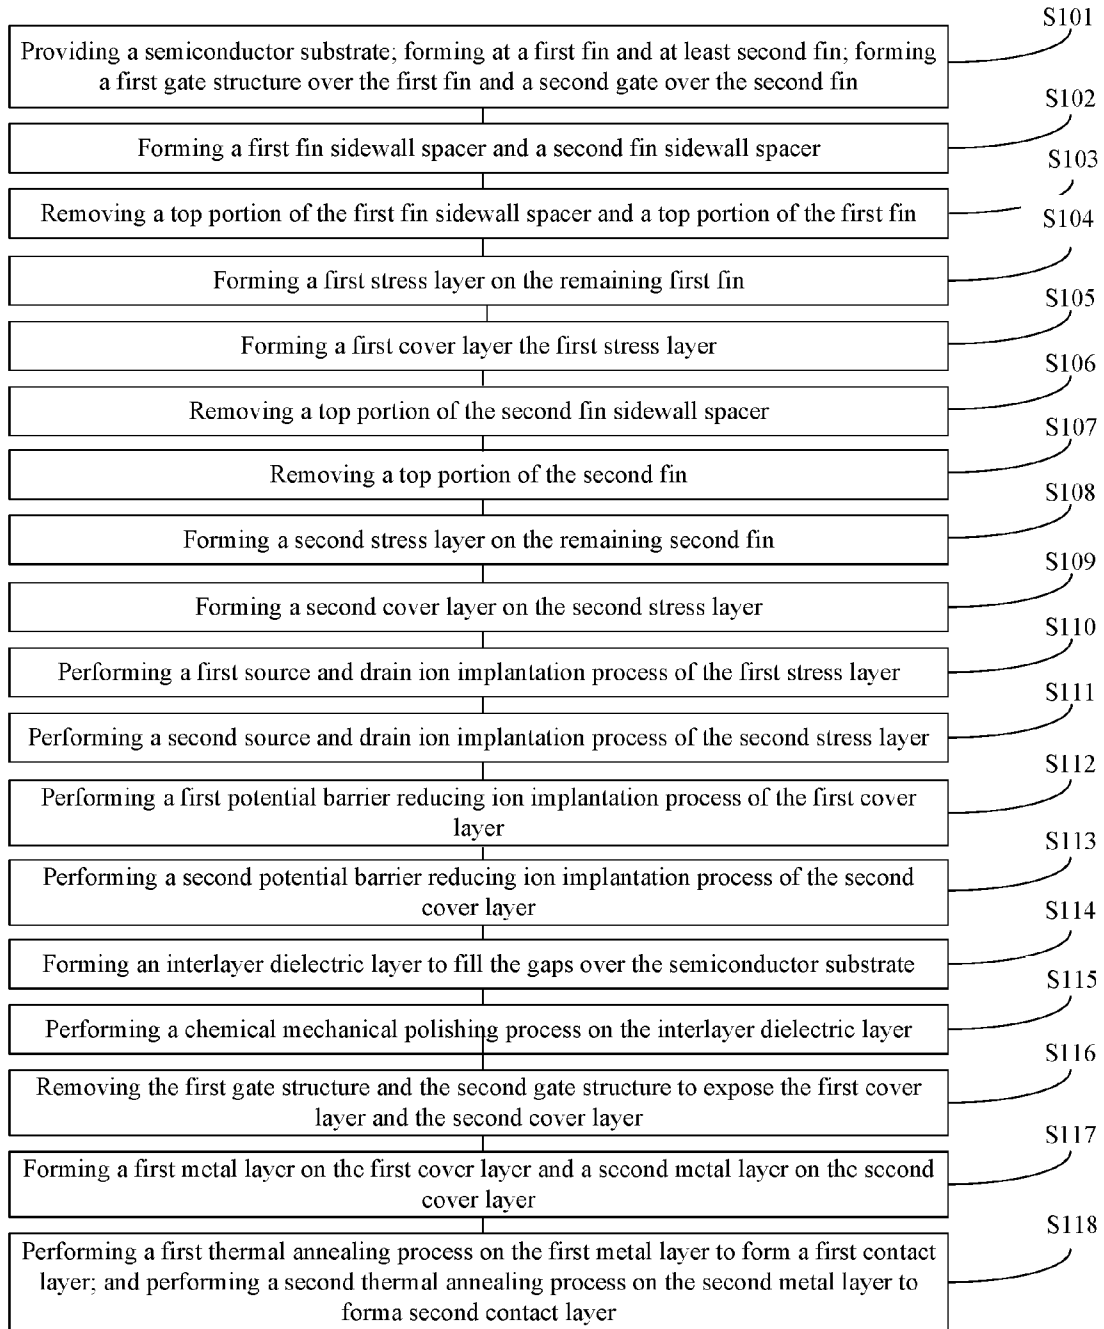 S101
Providing a semiconductor substrate; forming at a first fin and at least second fin; forming
a first gate structure over the first fin and a second gate over the second fin
S102
Forming a first fin sidewall spacer and a second fin sidewall spacer
S103
Removing a top portion of the first fin sidewall spacer and a top portion of the first fin
S104
Forming a first stress layer on the remaining first fin
S105
Forming a first cover layer the first stress layer
S106
Removing a top portion of the second fin sidewall spacer
S107
Removing a top portion of the second fin
S108
Forming a second stress layer on the remaining second fin
S109
Forming a second cover layer on the second stress layer
S110
Performing a first source and drain ion implantation process of the first stress layer
S111
Performing a second source and drain ion implantation process of the second stress layer
S112
Performing a first potential barrier reducing ion implantation process of the first cover
layer
S113
Performing a second potential barrier reducing ion implantation process of the second
cover layer
S114
Forming an interlayer dielectric layer to fill the gaps over the semiconductor substrate
S115
Performing a chemical mechanical polishing process on the interlayer dielectric layer
S116
Removing the first gate structure and the second gate structure to expose the first cover
layer and the second cover layer
S117
Forming a first metal layer on the first cover layer and a second metal layer on the second
cover layer
S118
Performing a first thermal annealing process on the first metal layer to form a first contact
layer; and performing a second thermal annealing process on the second metal layer to
forma second contact layer